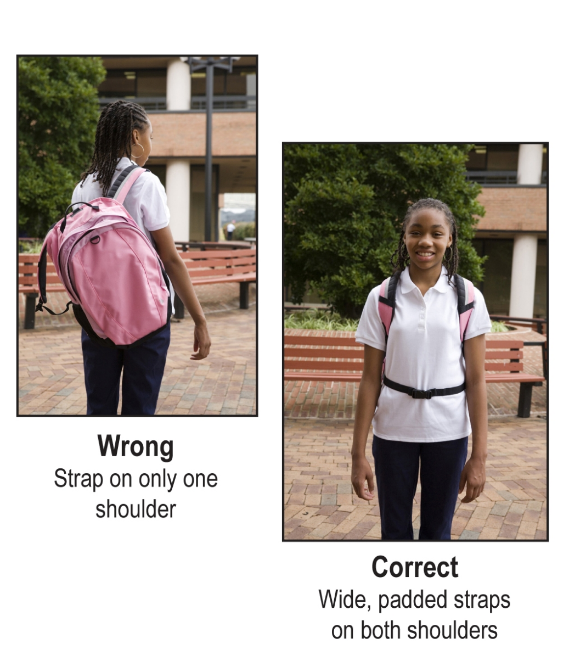 Wrong
Strap on only one
shoulder
Correct
Wide, padded straps
on both shoulders